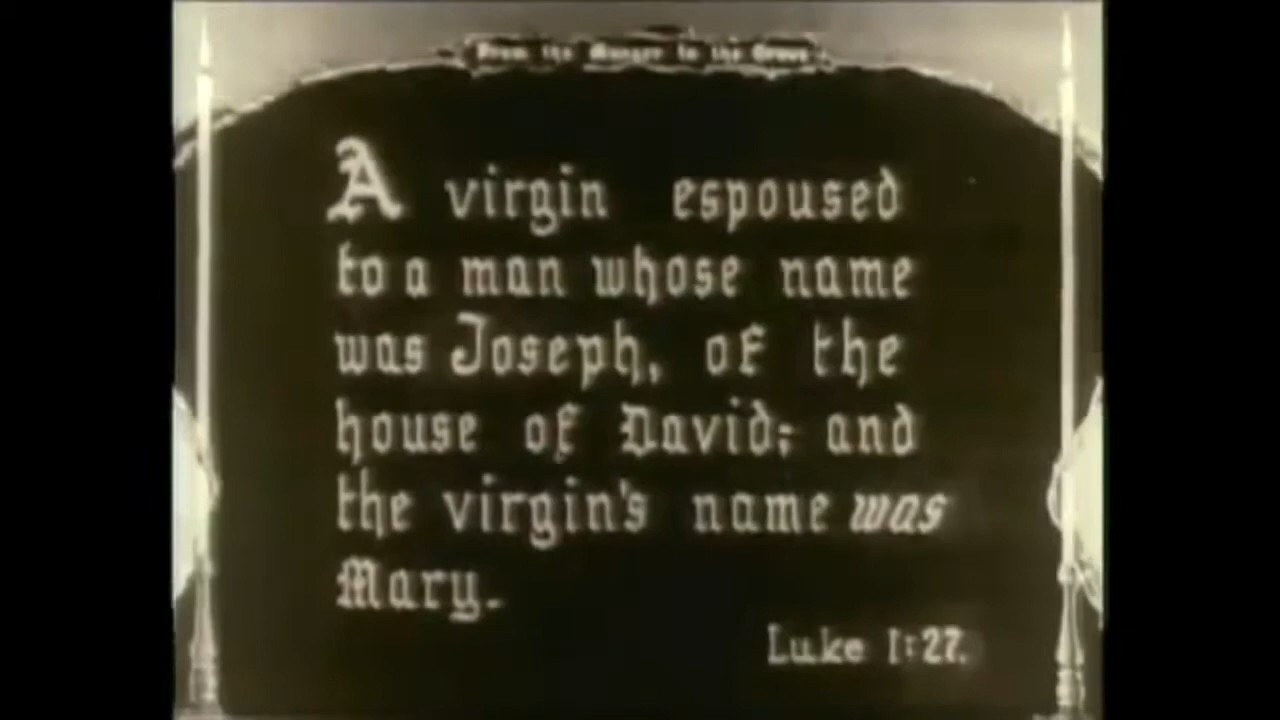 From the Manger to the Cross
A virgin espoused
to a man whose name
was Joseph, of the
house of David; and
the virgin's name was
Mary.
Luke 1:27.